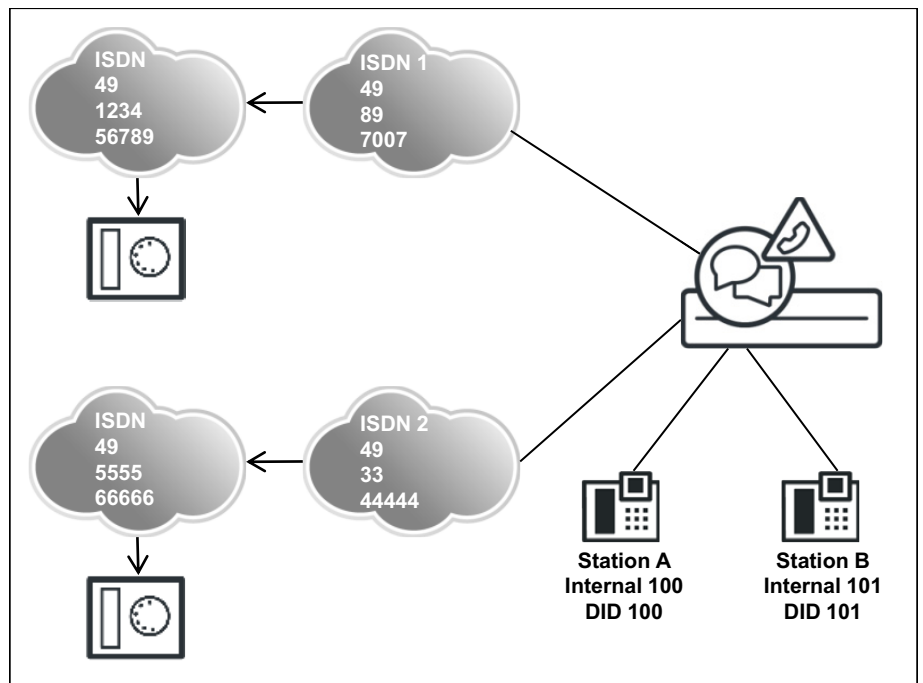 ISDN
49
1234
56789
ISDN 1
49
89
7007
ISDN
49
5555
66666
ISDN 2
49
33
44444
Station A
Internal 100
DID 100
Station B
Internal 101
DID 101